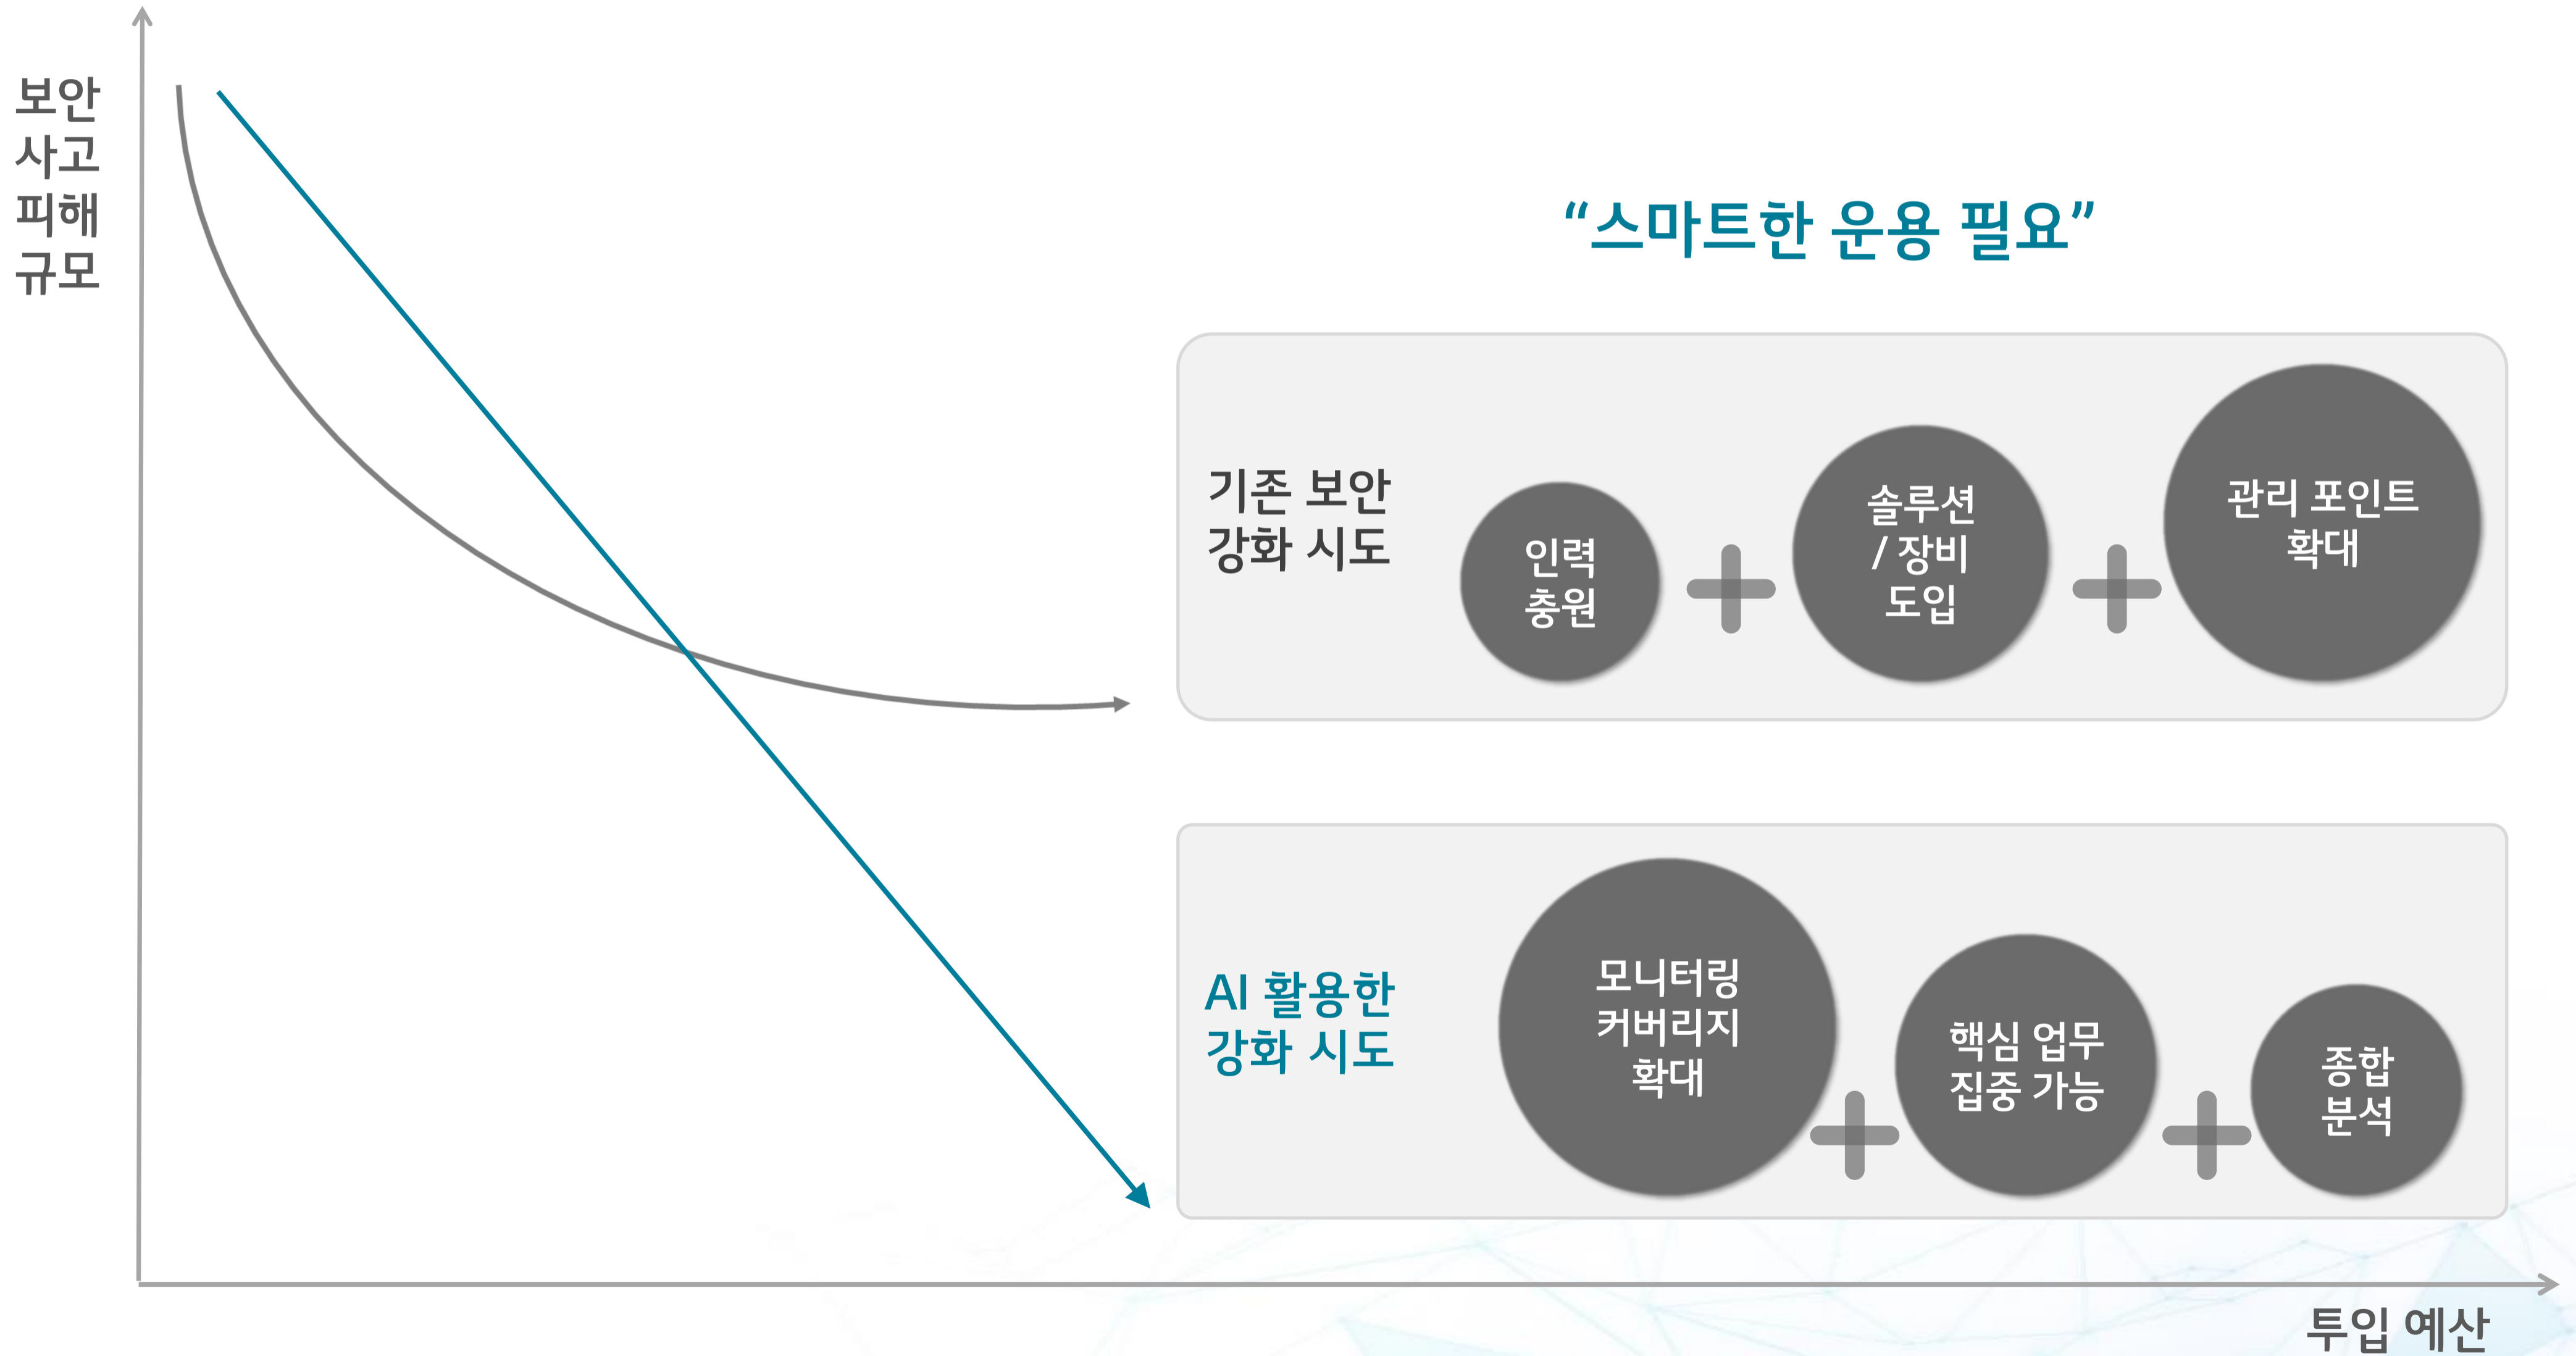 보안
사고
피해
규모
“스마트한 운용 필요”
기존 보안
강화 시도
인력
충원
솔루션
/ 장비
도입
관리 포인트
확대
AI 활용한
강화 시도
모니터링
커버리지
확대
핵심 업무
집중 가능
종합
분석
투입 예산